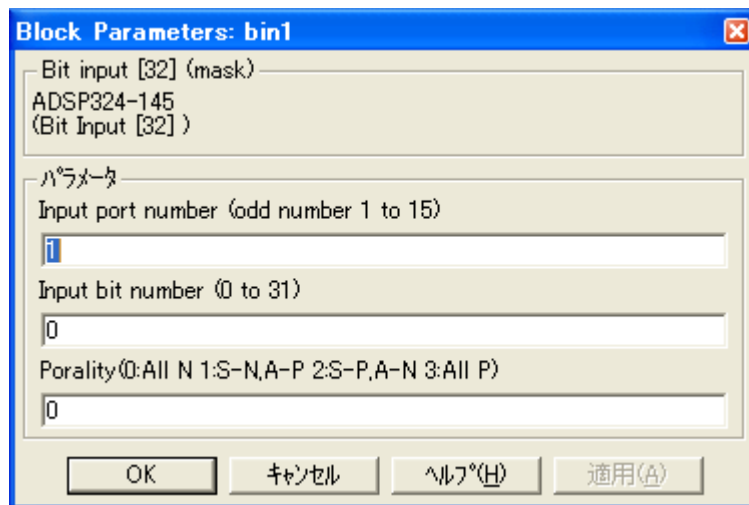 Block Parameters: bin1
Bit input [32] (mask)
ADSP324-145
(Bit Input [32] )
パラメータ
Input port number (odd number 1 to 15)
1
Input bit number (0 to 31)
0
Porality(0:All N 1:S-N,A-P 2:S-P,A-N 3:All P)
0
OK キャンセル ヘルプ(H) 適用(A)